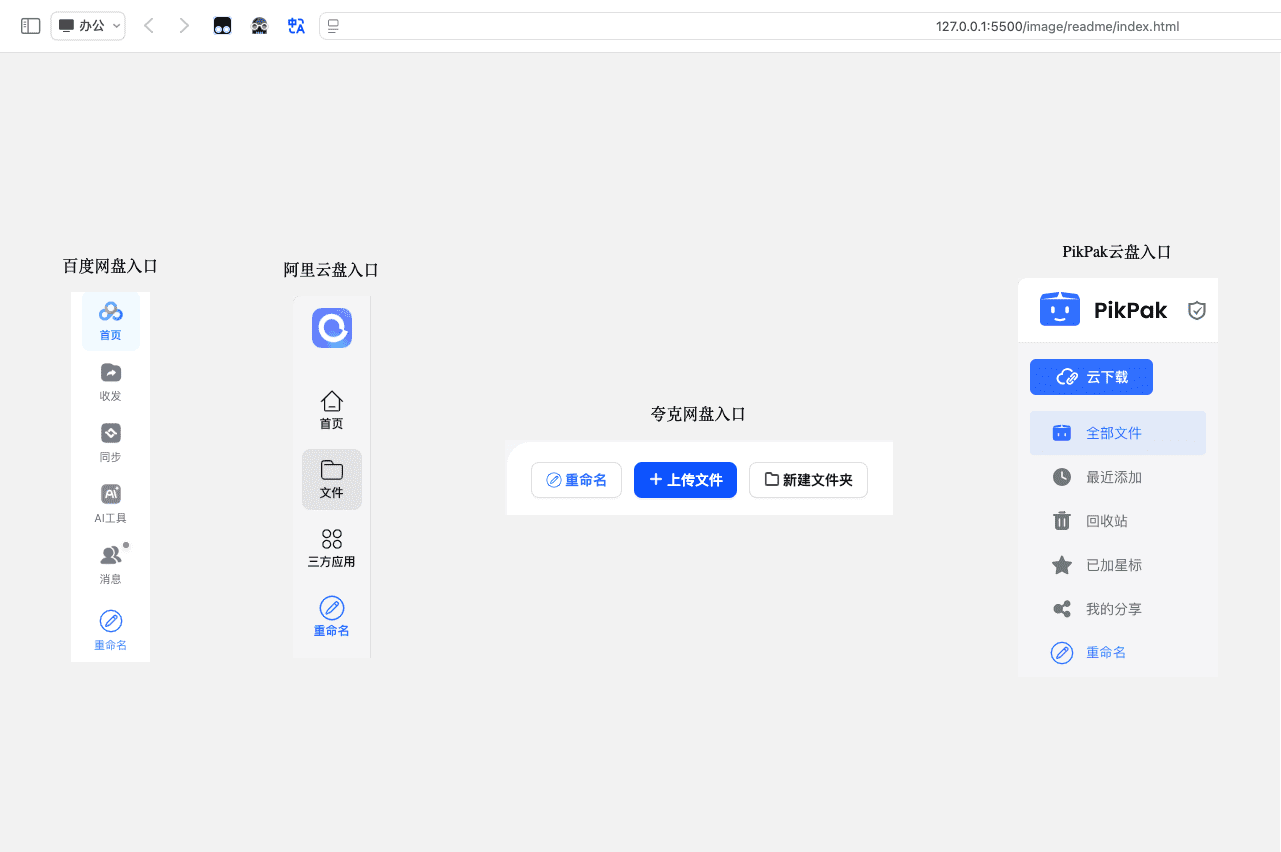 办公
127.0.0.1:5500/image/readme/index.html
百度网盘入口
首页
收发
同步
AI工具
消息
重命名
阿里云盘入口
首页
文件
三方应用
重命名
夸克网盘入口
重命名
上传文件
新建文件夹
PikPak云盘入口
PikPak
云下载
全部文件
最近添加
回收站
已加星标
我的分享
重命名